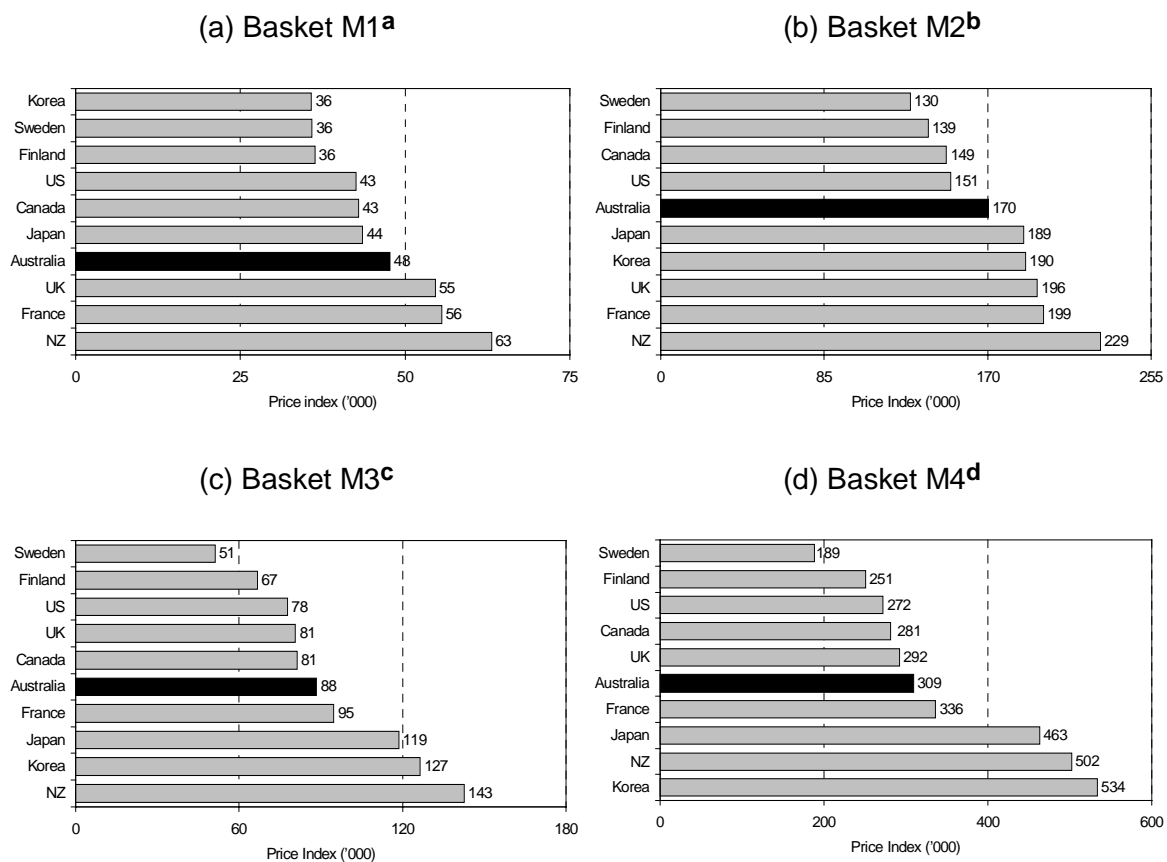 (a) Basket M1a
Korea 36
Sweden 36
Finland 36
US 43
Canada 43
Japan 44
Australia 48
UK 55
France 56
NZ 63
0 25 50 75
Price index ('000)
(b) Basket M2b
Sweden 130
Finland 139
Canada 149
US 151
Australia 170
Japan 189
Korea 190
UK 196
France 199
NZ 229
0 85 170 255
Price Index ('000)
(c) Basket M3c
Sweden 51
Finland 67
US 78
UK 81
Canada 81
Australia 88
France 95
Japan 119
Korea 127
NZ 143
0 60 120 180
Price Index ('000)
(d) Basket M4d
Sweden 189
Finland 251
US 272
Canada 281
UK 292
Australia 309
France 336
Japan 463
NZ 502
Korea 534
0 200 400 600
Price Index ('000)